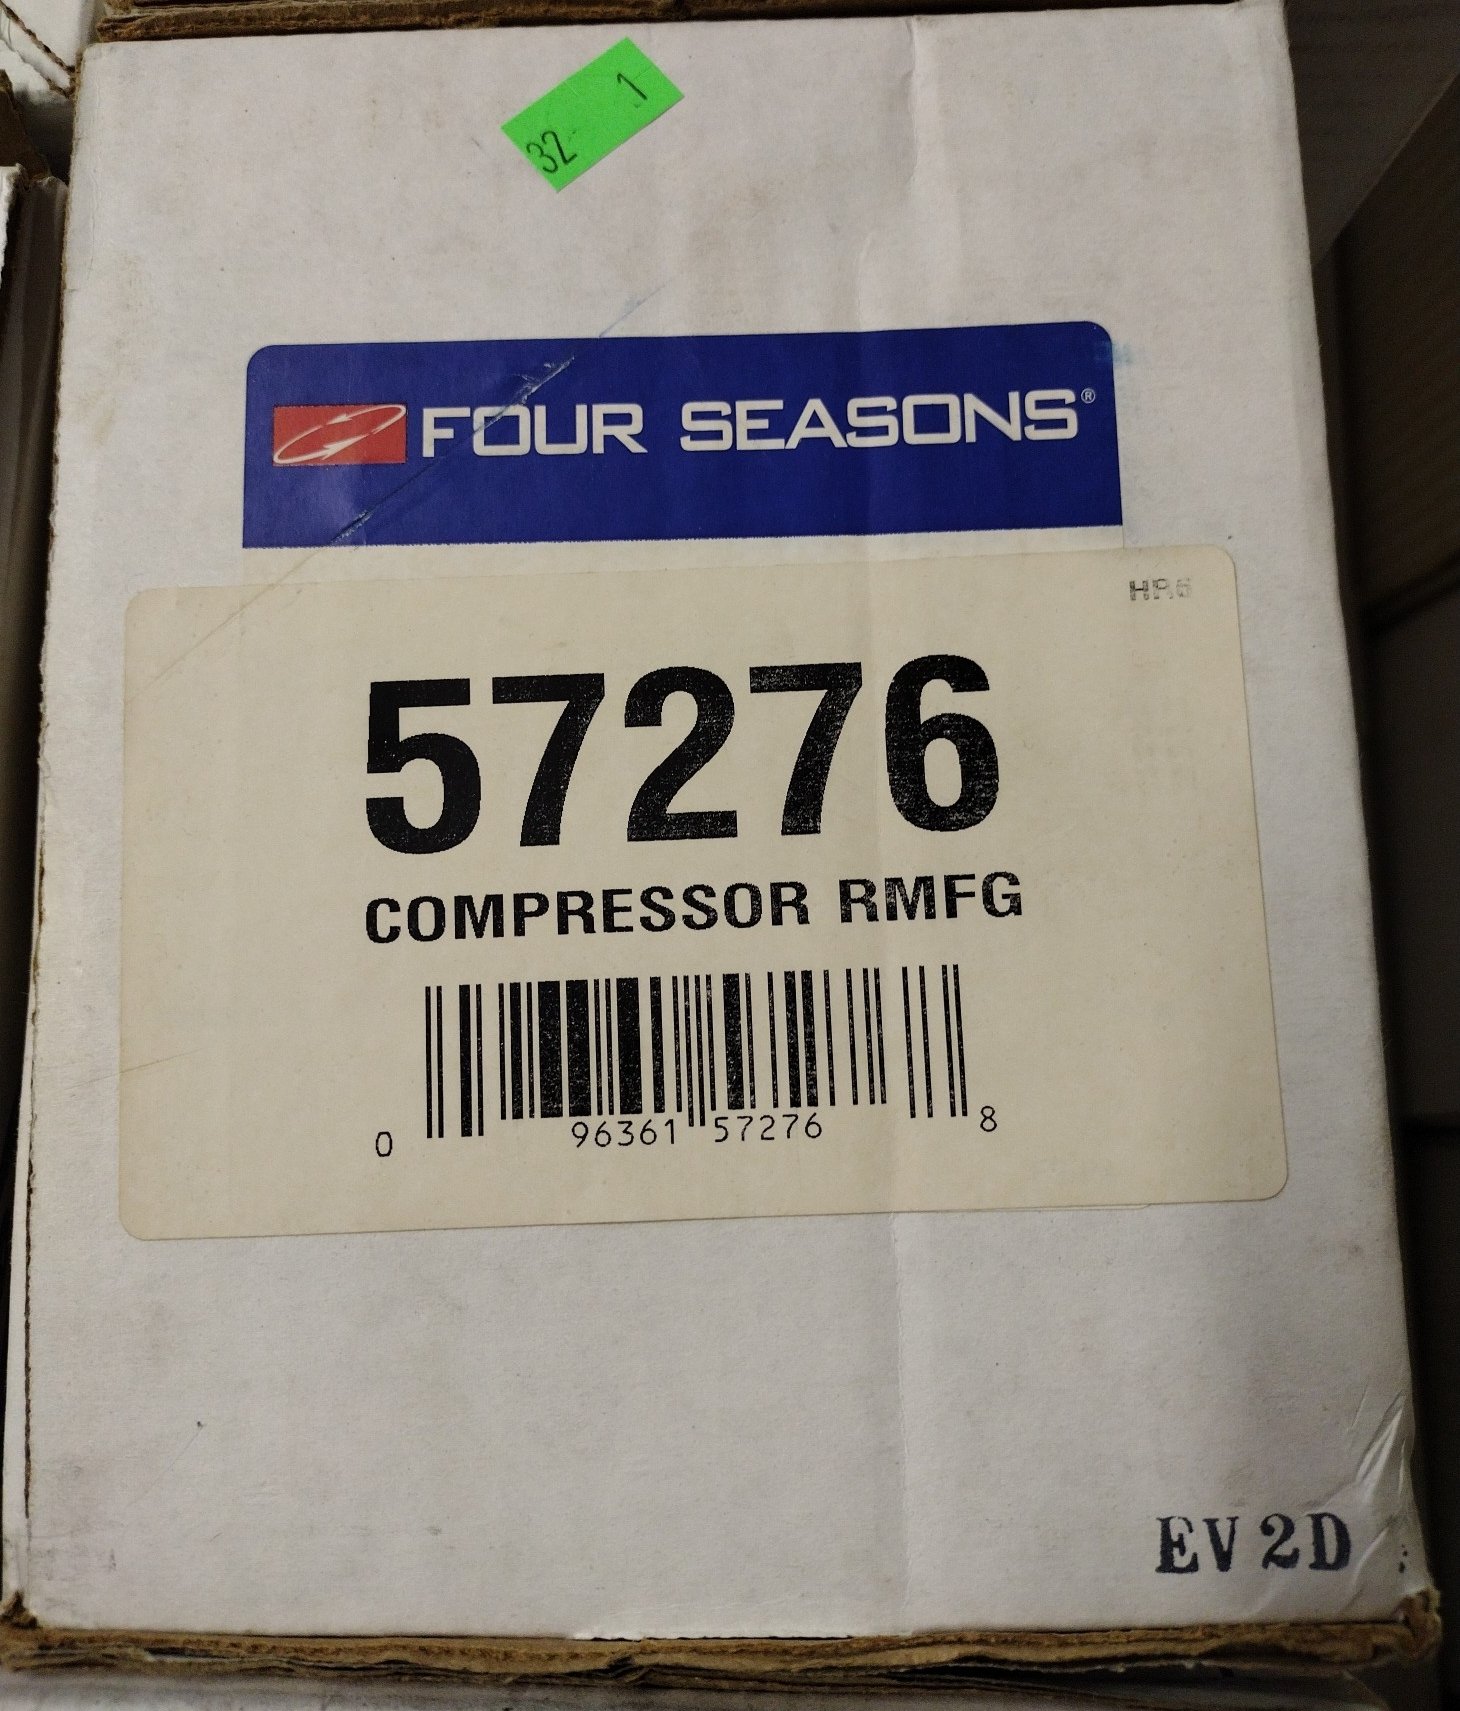 32 1
FOUR SEASONS®
HR6
57276
COMPRESSOR RMFG
0 96361 57276 8
EV 2D